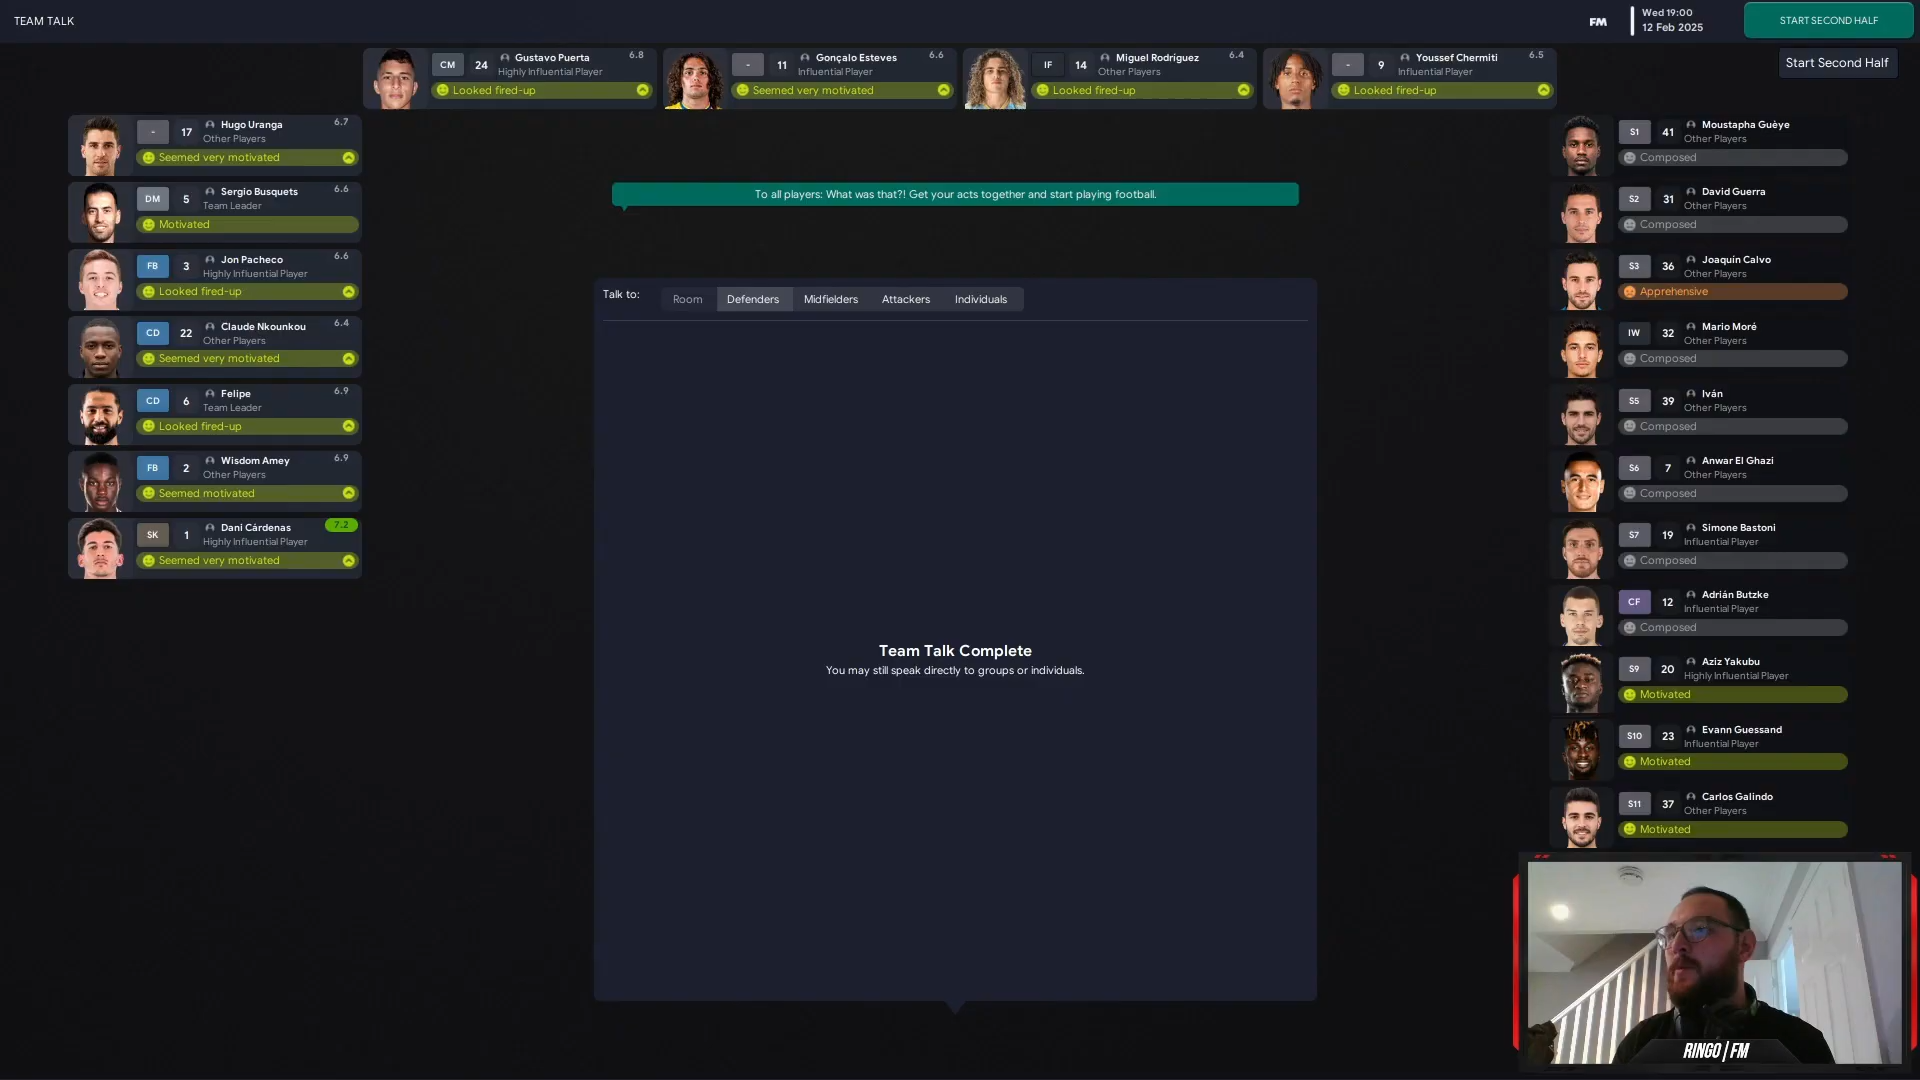 TEAM TALK
FM
Wed 19:00
12 Feb 2025
START SECOND HALF
Start Second Half
CM 24 Gustavo Puerta 6.8
Highly Influential Player
Looked fired-up
- 11 Gonçalo Esteves 6.6
Influential Player
Seemed very motivated
IF 14 Miguel Rodríguez 6.4
Other Players
Looked fired-up
- 9 Youssef Chermiti 6.5
Influential Player
Looked fired-up
- 17 Hugo Uranga 6.7
Other Players
Seemed very motivated
DM 5 Sergio Busquets 6.6
Team Leader
Motivated
FB 3 Jon Pacheco 6.6
Highly Influential Player
Looked fired-up
CD 22 Claude Nkounkou 6.4
Other Players
Seemed very motivated
CD 6 Felipe 6.9
Team Leader
Looked fired-up
FB 2 Wisdom Amey 6.9
Other Players
Seemed motivated
SK 1 Dani Cárdenas 7.2
Highly Influential Player
Seemed very motivated
To all players: What was that?! Get your acts together and start playing football.
Talk to: Room Defenders Midfielders Attackers Individuals
Team Talk Complete
You may still speak directly to groups or individuals.
S1 41 Moustapha Guèye
Other Players
Composed
S2 31 David Guerra
Other Players
Composed
S3 36 Joaquín Calvo
Other Players
Apprehensive
IW 32 Mario Moré
Other Players
Composed
S5 39 Iván
Other Players
Composed
S6 7 Anwar El Ghazi
Other Players
Composed
S7 19 Simone Bastoni
Influential Player
Composed
CF 12 Adrián Butzke
Influential Player
Composed
S9 20 Aziz Yakubu
Highly Influential Player
Motivated
S10 23 Evann Guessand
Influential Player
Motivated
S11 37 Carlos Galindo
Other Players
Motivated
RINGO | FM